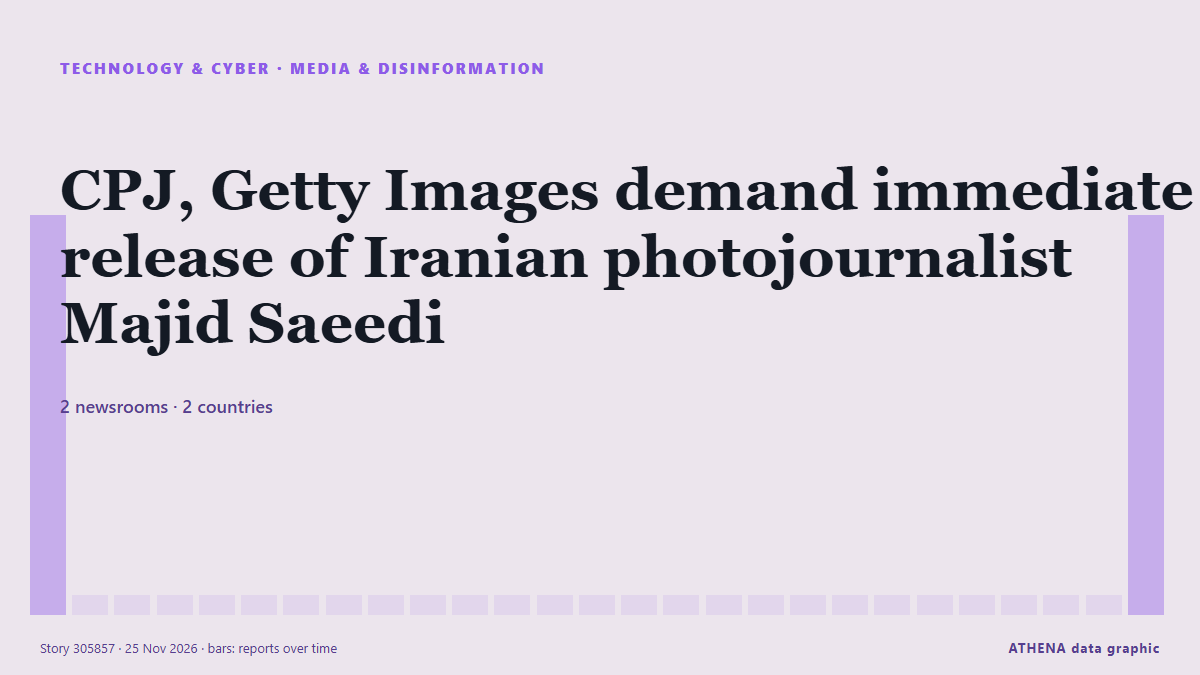 TECHNOLOGY & CYBER · MEDIA & DISINFORMATION
CPJ, Getty Images demand immediate
release of Iranian photojournalist
Majid Saeedi
2 newsrooms · 2 countries
Story 305857 · 25 Nov 2026 · bars: reports over time
ATHENA data graphic